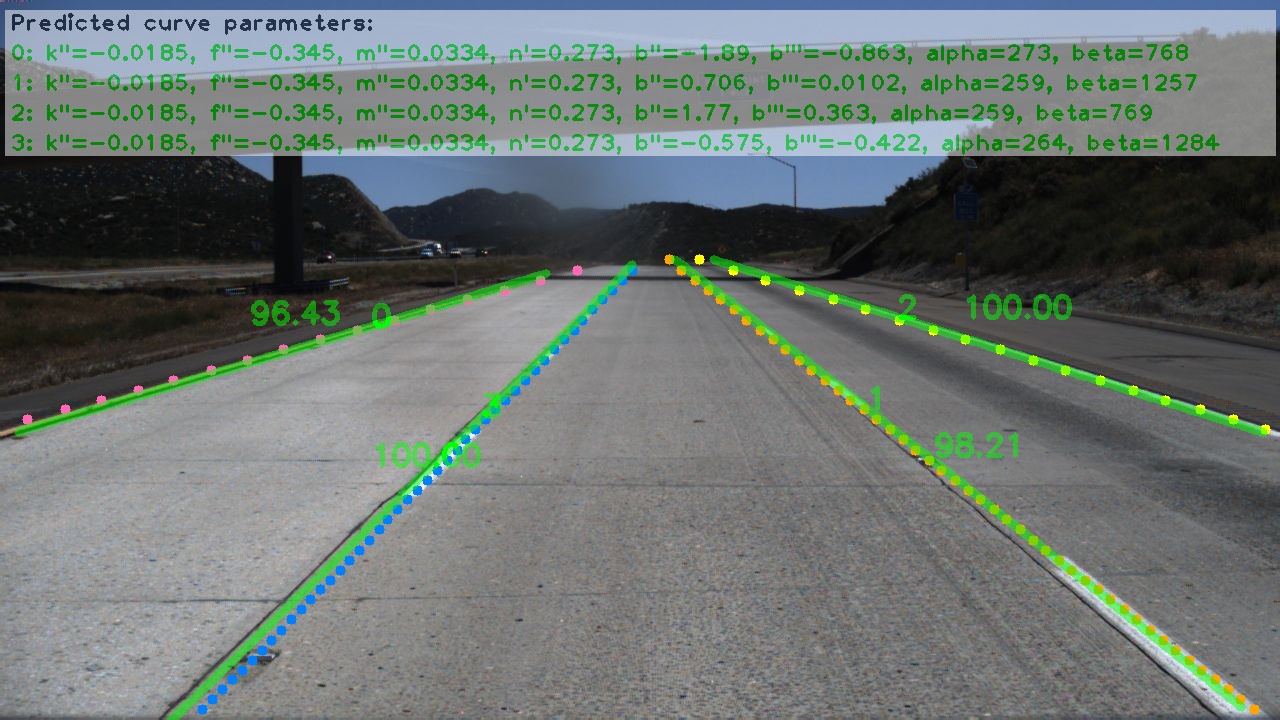 Predicted curve parameters:
0: k''=-0.0185, f''=-0.345, m''=0.0334, n'=0.273, b''=-1.89, b'''=-0.863, alpha=273, beta=768
1: k''=-0.0185, f''=-0.345, m''=0.0334, n'=0.273, b''=0.706, b'''=0.0102, alpha=259, beta=1257
2: k''=-0.0185, f''=-0.345, m''=0.0334, n'=0.273, b''=1.77, b'''=0.363, alpha=259, beta=769
3: k''=-0.0185, f''=-0.345, m''=0.0334, n'=0.273, b''=-0.575, b'''=-0.422, alpha=264, beta=1284
96.43 0 2 100.00
1
100.00 98.21